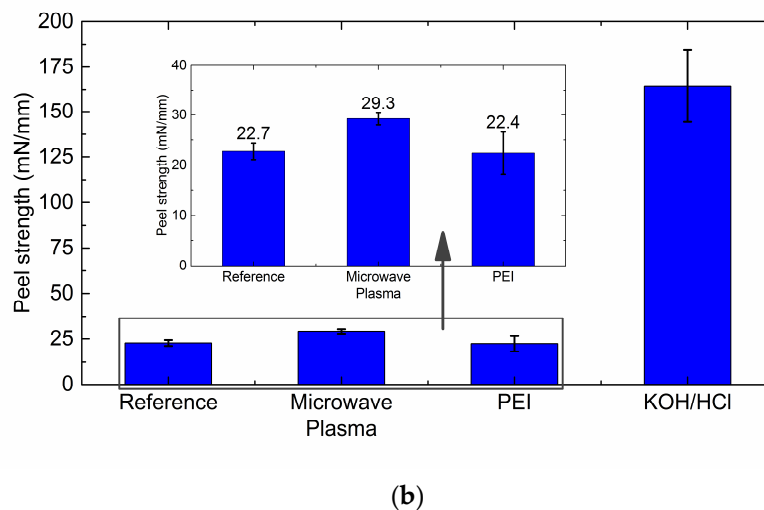 200
175
150
125
100
75
50
25
0
Peel strength (mN/mm)
40
30
20
10
0
Peel strength (mN/mm)
22.7
29.3
22.4
Reference
Microwave
Plasma
PEI
Reference
Microwave
Plasma
PEI
KOH/HCl
(b)